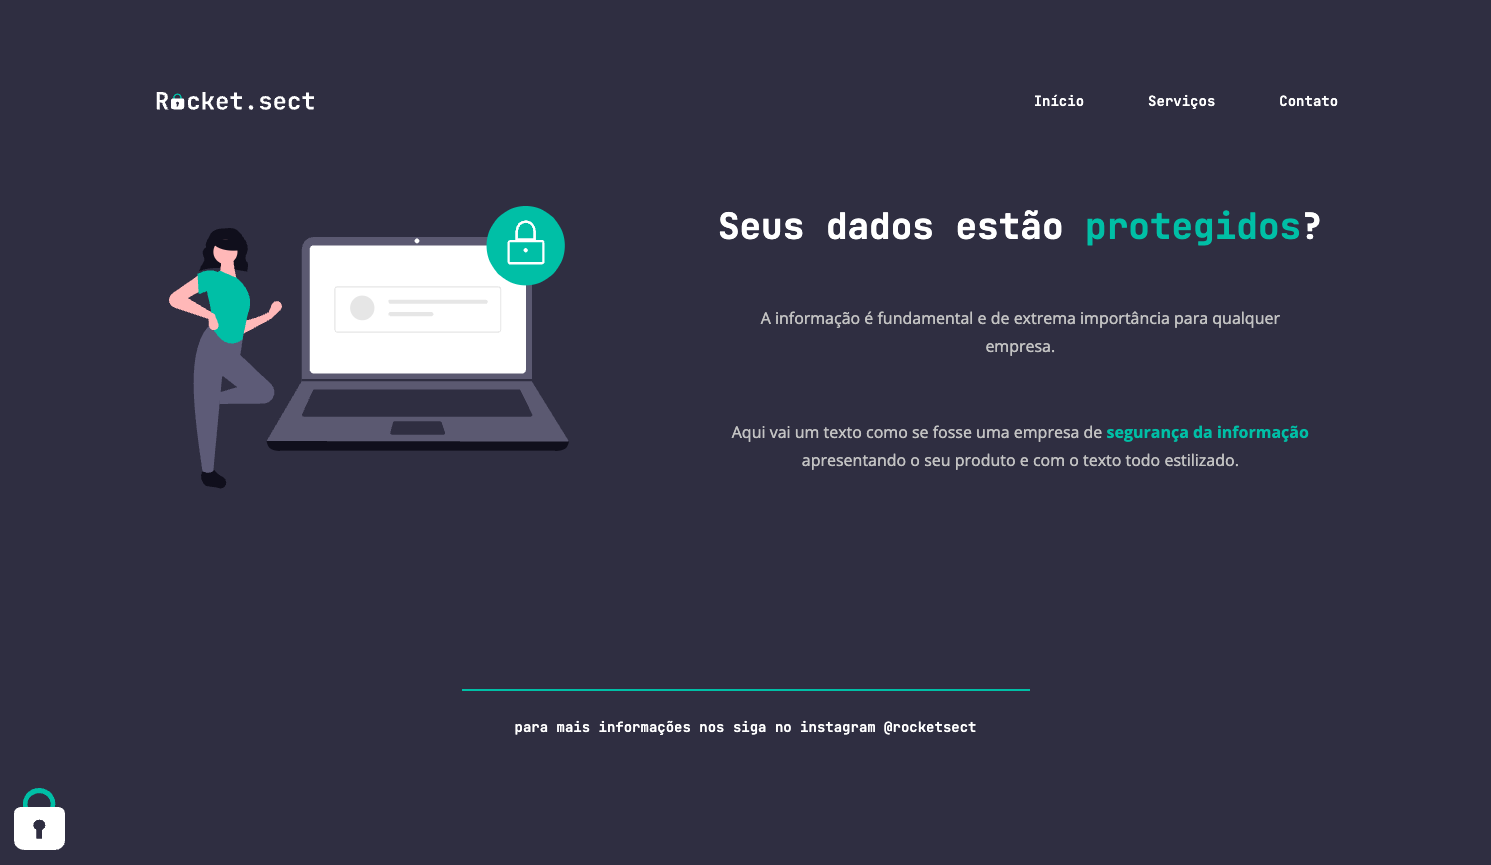 Rocket.sect
Início Serviços Contato
Seus dados estão protegidos?
A informação é fundamental e de extrema importância para qualquer
empresa.
Aqui vai um texto como se fosse uma empresa de segurança da informação
apresentando o seu produto e com o texto todo estilizado.
para mais informações nos siga no instagram @rocketsect